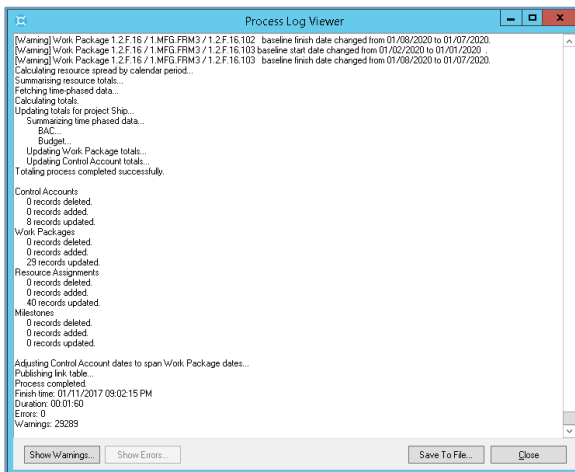 Process Log Viewer
[Warning] Work Package 1.2.F.16 / 1.MFG.FRM3 / 1.2.F.16.102 baseline finish date changed from 01/08/2020 to 01/07/2020.
[Warning] Work Package 1.2.F.16 / 1.MFG.FRM3 / 1.2.F.16.103 baseline start date changed from 01/02/2020 to 01/01/2020 .
[Warning] Work Package 1.2.F.16 / 1.MFG.FRM3 / 1.2.F.16.103 baseline finish date changed from 01/08/2020 to 01/07/2020.
Calculating resource spread by calendar period...
Summarising resource totals...
Fetching time-phased data...
Calculating totals.
Updating totals for project Ship...
Summarizing time phased data...
BAC...
Budget...
Updating Work Package totals...
Updating Control Account totals...
Totaling process completed successfully.
Control Accounts
0 records deleted.
0 records added.
8 records updated.
Work Packages
0 records deleted.
0 records added.
29 records updated.
Resource Assignments
0 records deleted.
0 records added.
40 records updated.
Milestones
0 records deleted.
0 records added.
0 records updated.
Adjusting Control Account dates to span Work Package dates...
Publishing link table...
Process completed.
Finish time: 01/11/2017 09:02:15 PM
Duration: 00:01:60
Errors: 0
Warnings: 29289
Show Warnings... Show Errors... Save To File... Close